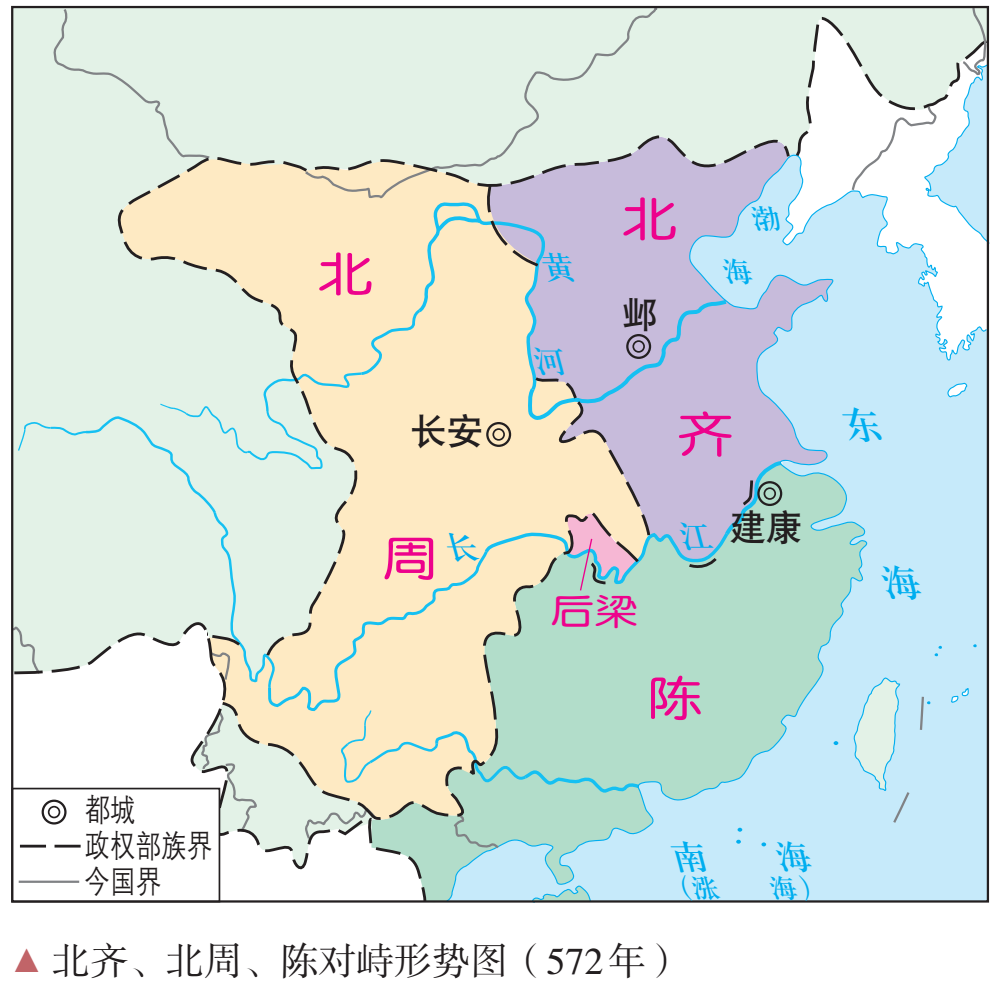 北
周
北
齐
后梁
陈
黄
河
长
江
渤
海
东
海
南 海
(涨 海)
邺
长安
建康
都城
政权部族界
今国界
▲ 北齐、北周、陈对峙形势图（572年）